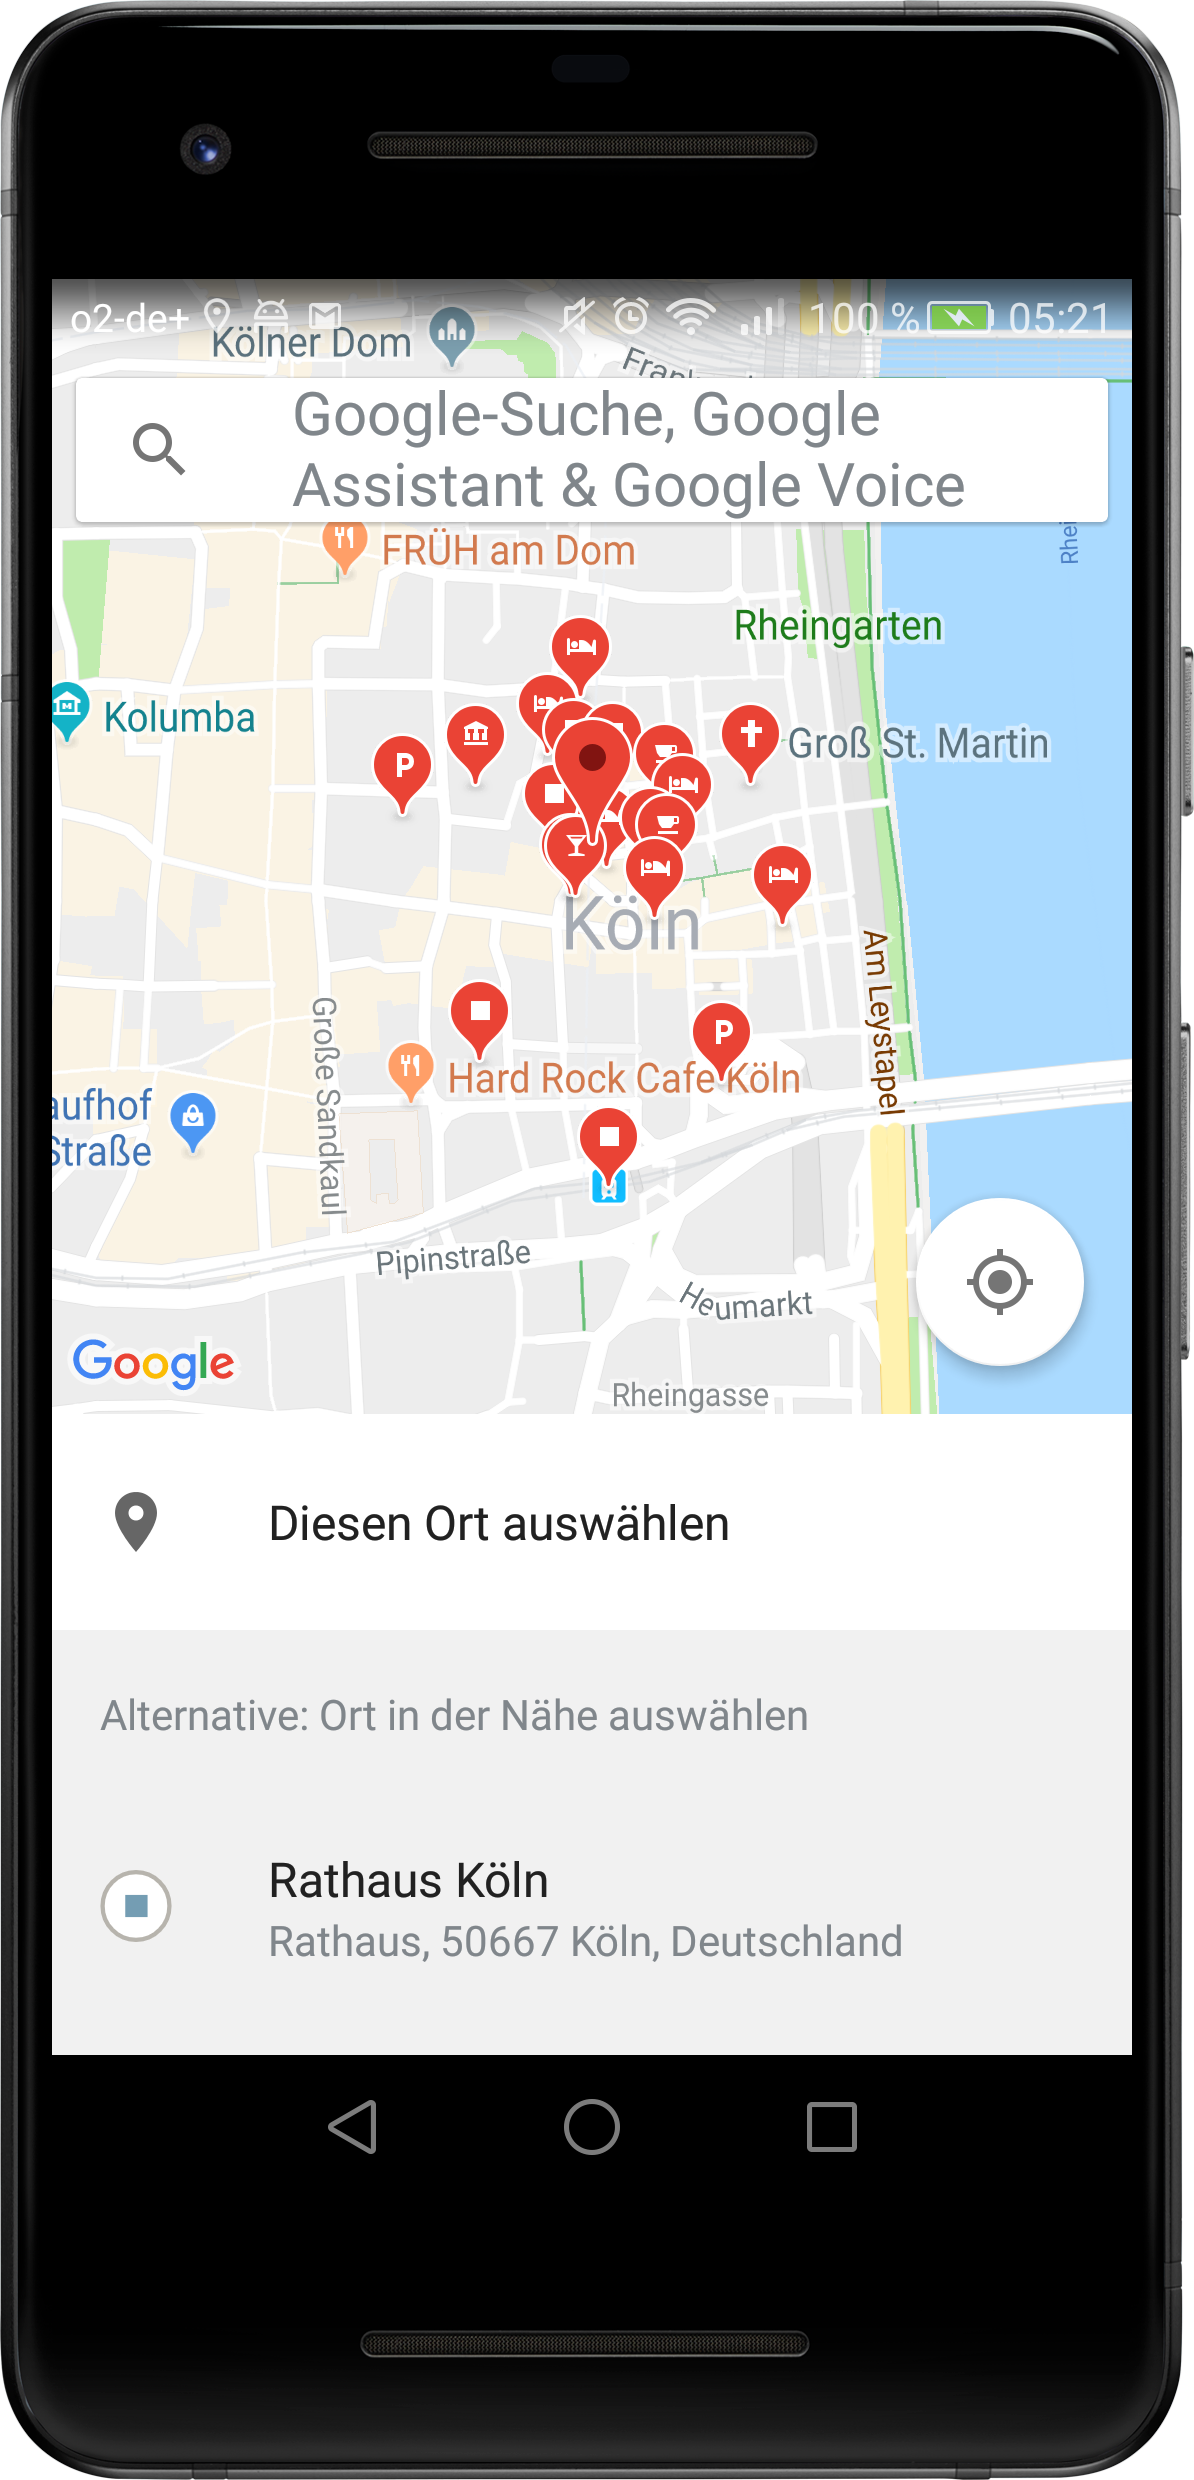 o2-de+
100 %
05:21
Kölner Dom
Google-Suche, Google
Assistant & Google Voice
Rhei
FRÜH am Dom
Rheingarten
Kolumba
Groß St. Martin
P
Köln
Am Leystapel
Große Sandkaul
P
Hard Rock Cafe Köln
aufhof
Straße
Pipinstraße
Heumarkt
Google
Rheingasse
Diesen Ort auswählen
Alternative: Ort in der Nähe auswählen
Rathaus Köln
Rathaus, 50667 Köln, Deutschland